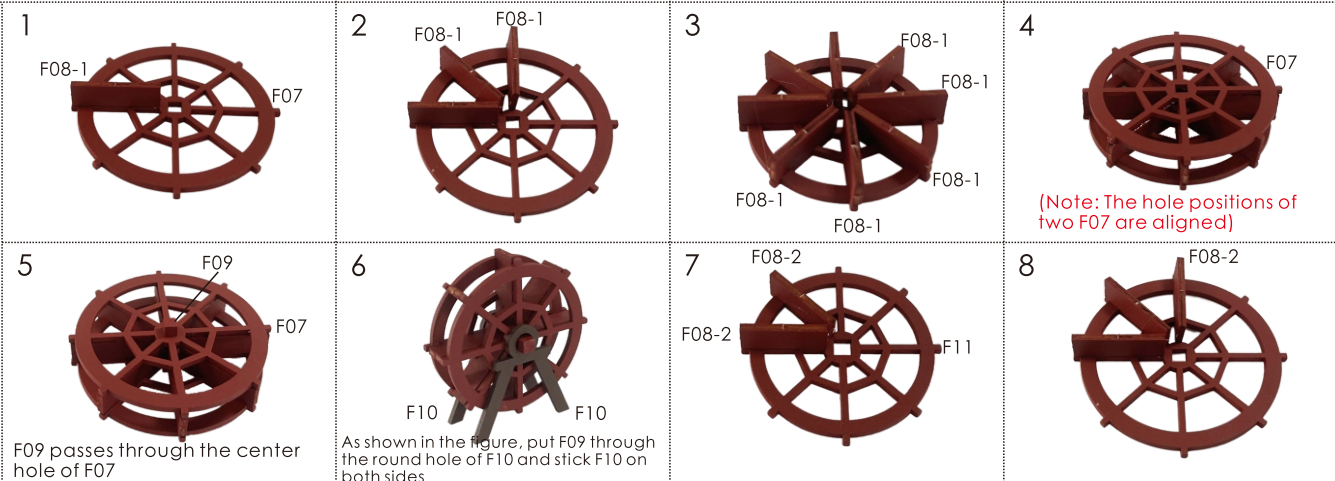 1
F08-1
F07
2
F08-1
F08-1
3
F08-1
F08-1
F08-1
F08-1
F08-1
4
F07
(Note: The hole positions of
two F07 are aligned)
5
F09
F07
F09 passes through the center
hole of F07
6
F10
F10
As shown in the figure, put F09 through
the round hole of F10 and stick F10 on
both sides
7
F08-2
F08-2
F11
8
F08-2